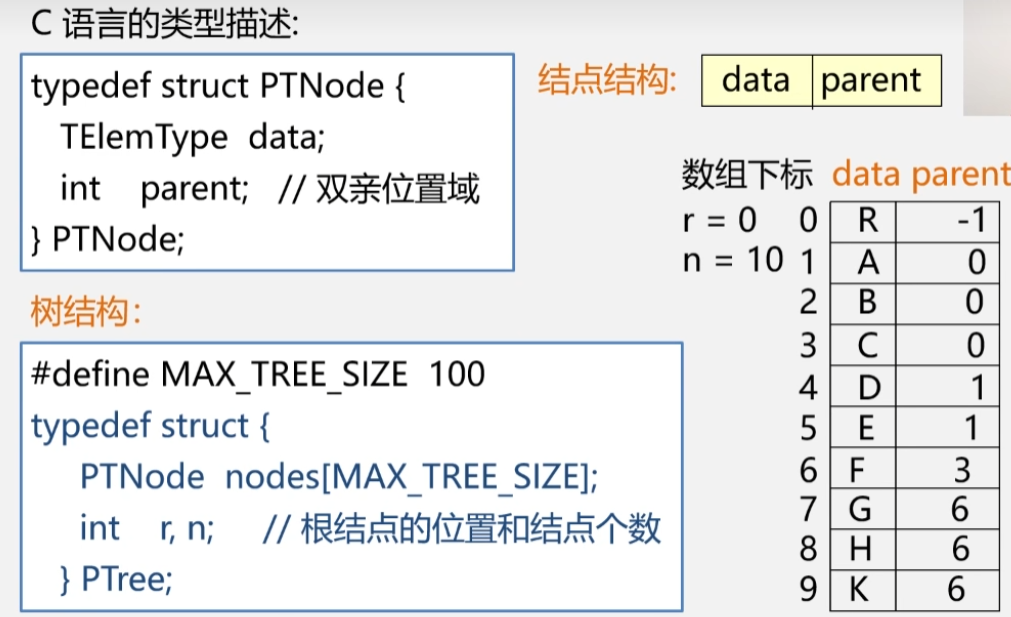 C 语言的类型描述:
typedef struct PTNode {
TElemType data;
int parent; // 双亲位置域
} PTNode;
结点结构: data parent
树结构:
#define MAX_TREE_SIZE 100
typedef struct {
PTNode nodes[MAX_TREE_SIZE];
int r, n; // 根结点的位置和结点个数
} PTree;
数组下标 data parent
r = 0 0 R -1
n = 10 1 A 0
2 B 0
3 C 0
4 D 1
5 E 1
6 F 3
7 G 6
8 H 6
9 K 6